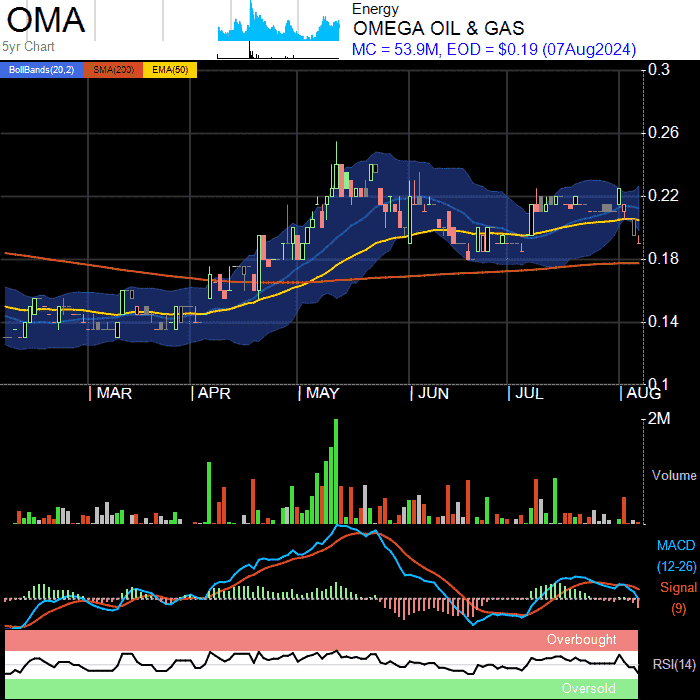 OMA
5yr Chart
Energy
OMEGA OIL & GAS
MC = 53.9M, EOD = $0.19 (07Aug2024)
BollBands(20,2) SMA(200) EMA(50)
0.3
0.26
0.22
0.18
0.14
0.1
MAR APR MAY JUN JUL AUG
2M
Volume
MACD
(12-26)
Signal
(9)
Overbought
RSI(14)
Oversold